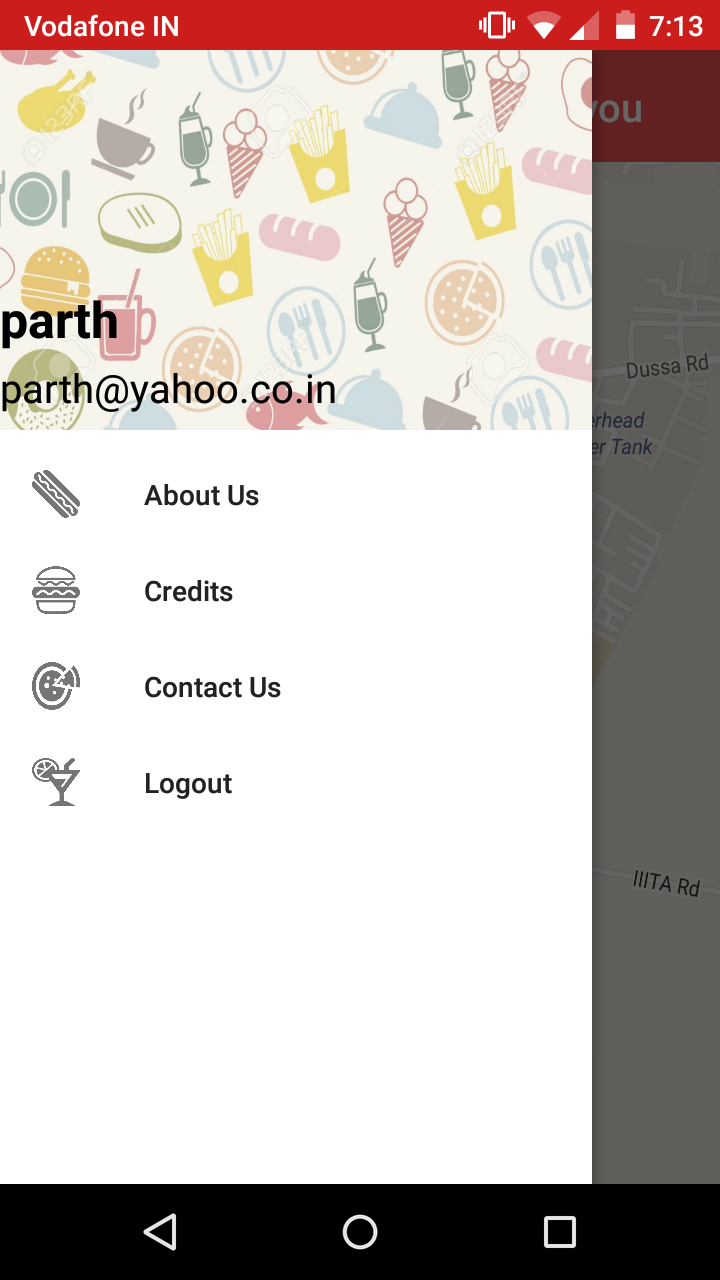 Vodafone IN
7:13
you
parth
parth@yahoo.co.in
Dussa Rd
erhead
er Tank
About Us
Credits
Contact Us
Logout
IIITA Rd